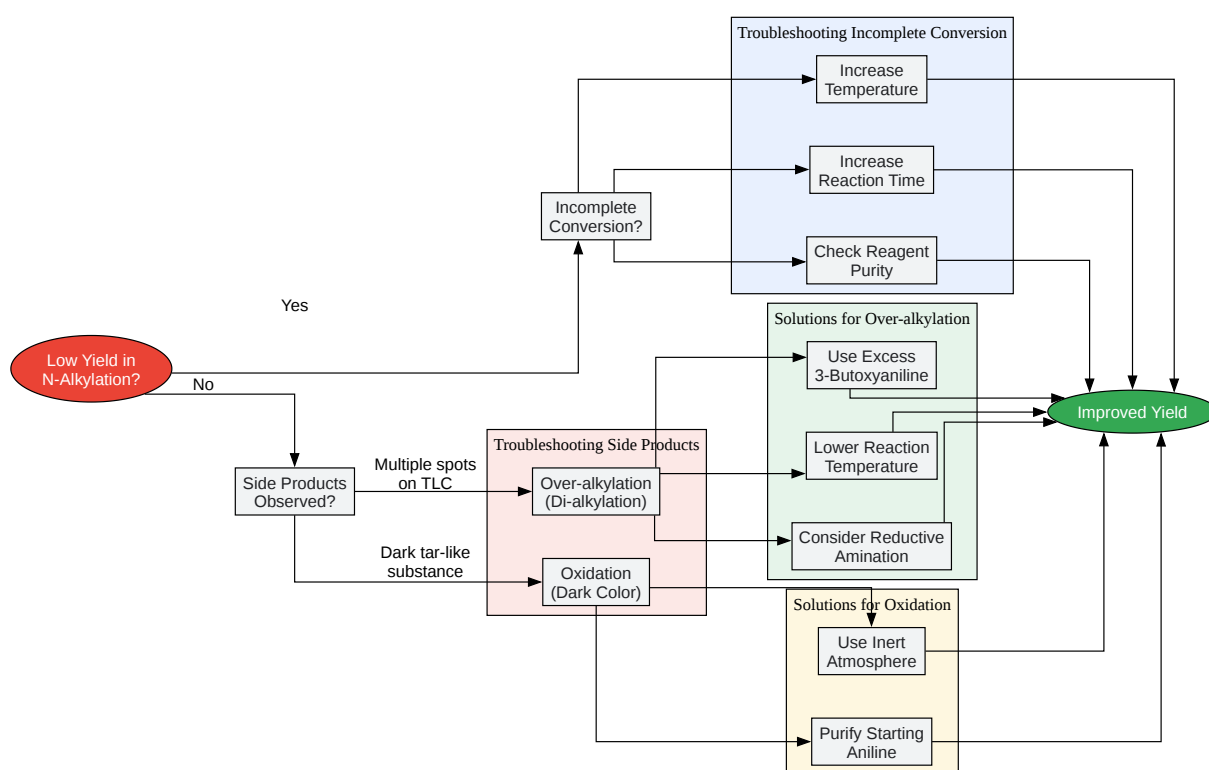 Troubleshooting Incomplete Conversion
Increase
Temperature
Increase
Reaction Time
Incomplete
Conversion?
Check Reagent
Purity
Yes
Solutions for Over-alkylation
Low Yield in
N-Alkylation?
No
Use Excess
3-Butoxyaniline
Improved Yield
Troubleshooting Side Products
Lower Reaction
Temperature
Side Products
Observed?
Multiple spots
on TLC
Over-alkylation
(Di-alkylation)
Consider Reductive
Amination
Dark tar-like
substance
Oxidation
(Dark Color)
Solutions for Oxidation
Use Inert
Atmosphere
Purify Starting
Aniline